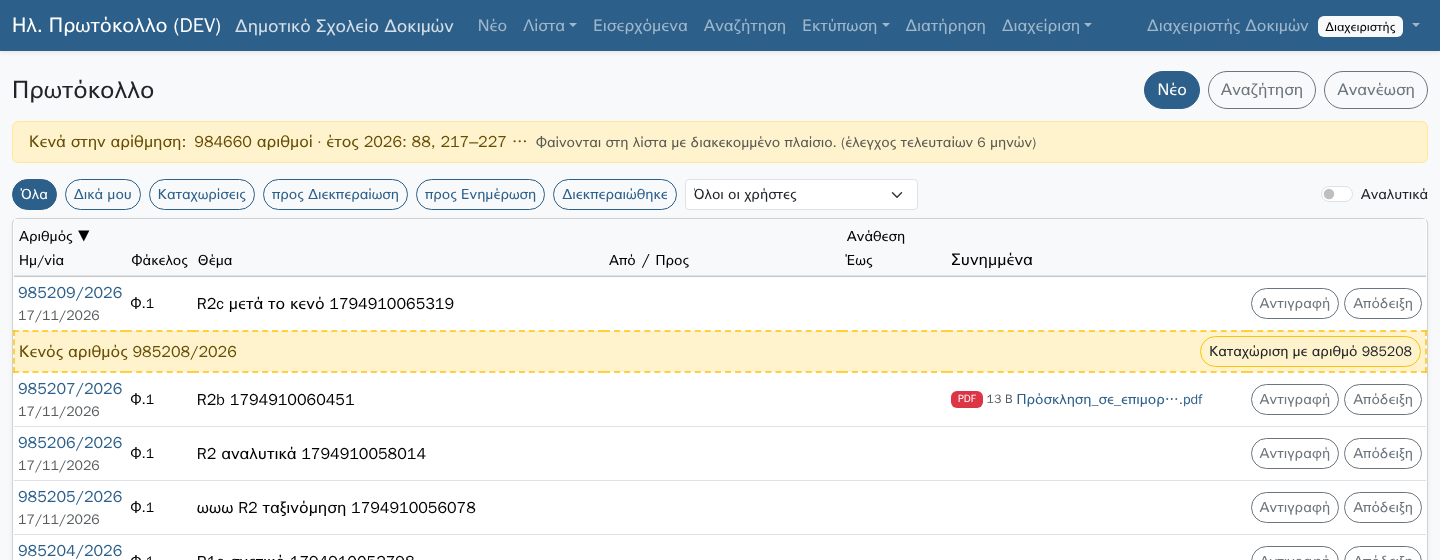 Ηλ. Πρωτόκολλο (DEV) Δημοτικό Σχολείο Δοκιμών Νέο Λίστα Εισερχόμενα Αναζήτηση Εκτύπωση Διατήρηση Διαχείριση Διαχειριστής Δοκιμών Διαχειριστής
Πρωτόκολλο Νέο Αναζήτηση Ανανέωση
Κενά στην αρίθμηση: 984660 αριθμοί · έτος 2026: 88, 217–227 … Φαίνονται στη λίστα με διακεκομμένο πλαίσιο. (έλεγχος τελευταίων 6 μηνών)
Όλα Δικά μου Καταχωρίσεις προς Διεκπεραίωση προς Ενημέρωση Διεκπεραιώθηκε Όλοι οι χρήστες Αναλυτικά
Αριθμός ▼ Ανάθεση
Ημ/νία Φάκελος Θέμα Από / Προς Έως Συνημμένα
985209/2026
17/11/2026 Φ.1 R2c μετά το κενό 1794910065319 Αντιγραφή Απόδειξη
Κενός αριθμός 985208/2026 Καταχώριση με αριθμό 985208
985207/2026
17/11/2026 Φ.1 R2b 1794910060451 PDF 13 B Πρόσκληση_σε_επιμορ….pdf Αντιγραφή Απόδειξη
985206/2026
17/11/2026 Φ.1 R2 αναλυτικά 1794910058014 Αντιγραφή Απόδειξη
985205/2026
17/11/2026 Φ.1 ωωω R2 ταξινόμηση 1794910056078 Αντιγραφή Απόδειξη
985204/2026